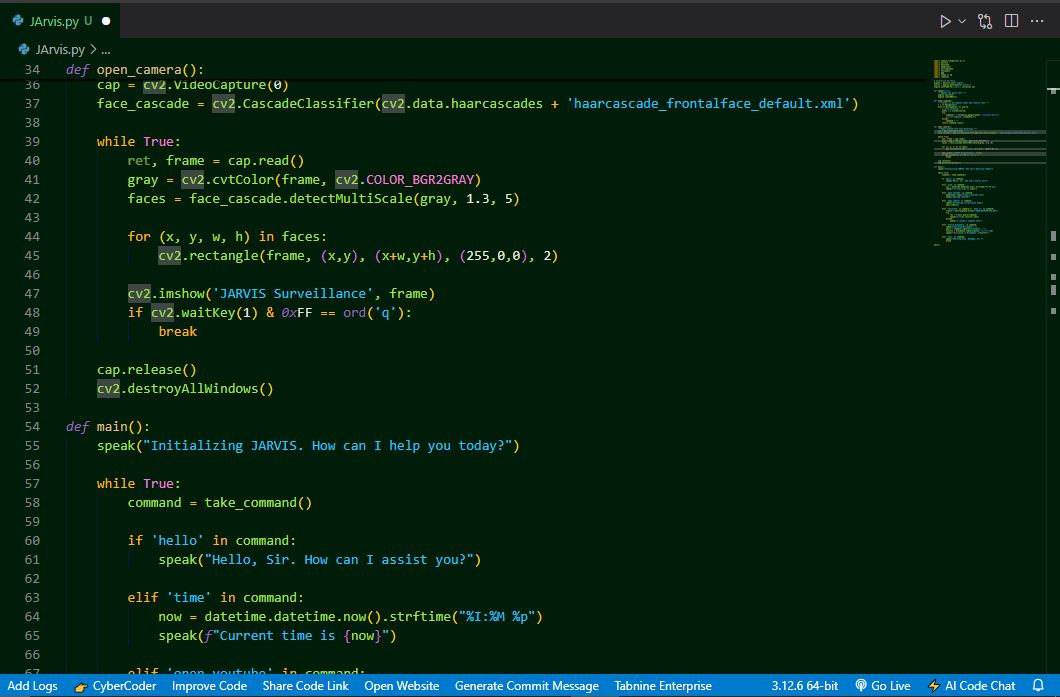 JArvis.py U
JArvis.py > ...
34 def open_camera():
36 cap = cv2.VideoCapture(0)
37 face_cascade = cv2.CascadeClassifier(cv2.data.haarcascades + 'haarcascade_frontalface_default.xml')
38
39 while True:
40 ret, frame = cap.read()
41 gray = cv2.cvtColor(frame, cv2.COLOR_BGR2GRAY)
42 faces = face_cascade.detectMultiScale(gray, 1.3, 5)
43
44 for (x, y, w, h) in faces:
45 cv2.rectangle(frame, (x,y), (x+w,y+h), (255,0,0), 2)
46
47 cv2.imshow('JARVIS Surveillance', frame)
48 if cv2.waitKey(1) & 0xFF == ord('q'):
49 break
50
51 cap.release()
52 cv2.destroyAllWindows()
53
54 def main():
55 speak("Initializing JARVIS. How can I help you today?")
56
57 while True:
58 command = take_command()
59
60 if 'hello' in command:
61 speak("Hello, Sir. How can I assist you?")
62
63 elif 'time' in command:
64 now = datetime.datetime.now().strftime("%I:%M %p")
65 speak(f"Current time is {now}")
66
67 elif 'open youtube' in command:
Add Logs 👉 CyberCoder Improve Code Share Code Link Open Website Generate Commit Message Tabnine Enterprise 3.12.6 64-bit Go Live ⚡ AI Code Chat